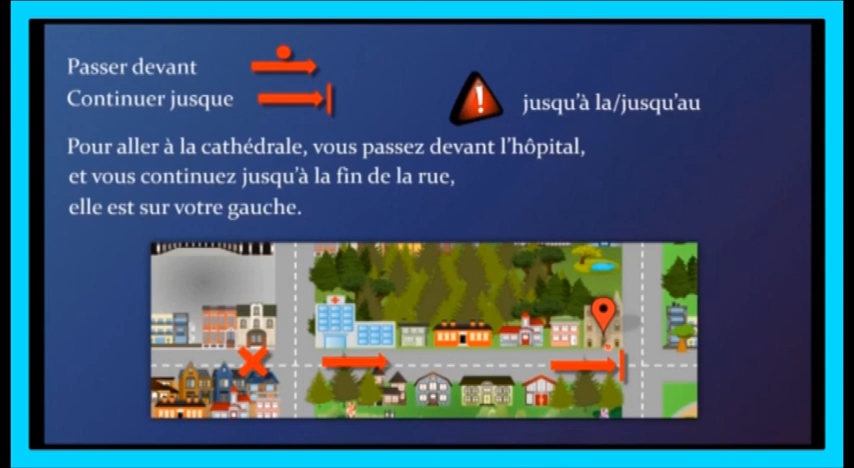 Passer devant
Continuer jusque
jusqu'à la/jusqu'au
Pour aller à la cathédrale, vous passez devant l'hôpital,
et vous continuez jusqu'à la fin de la rue,
elle est sur votre gauche.